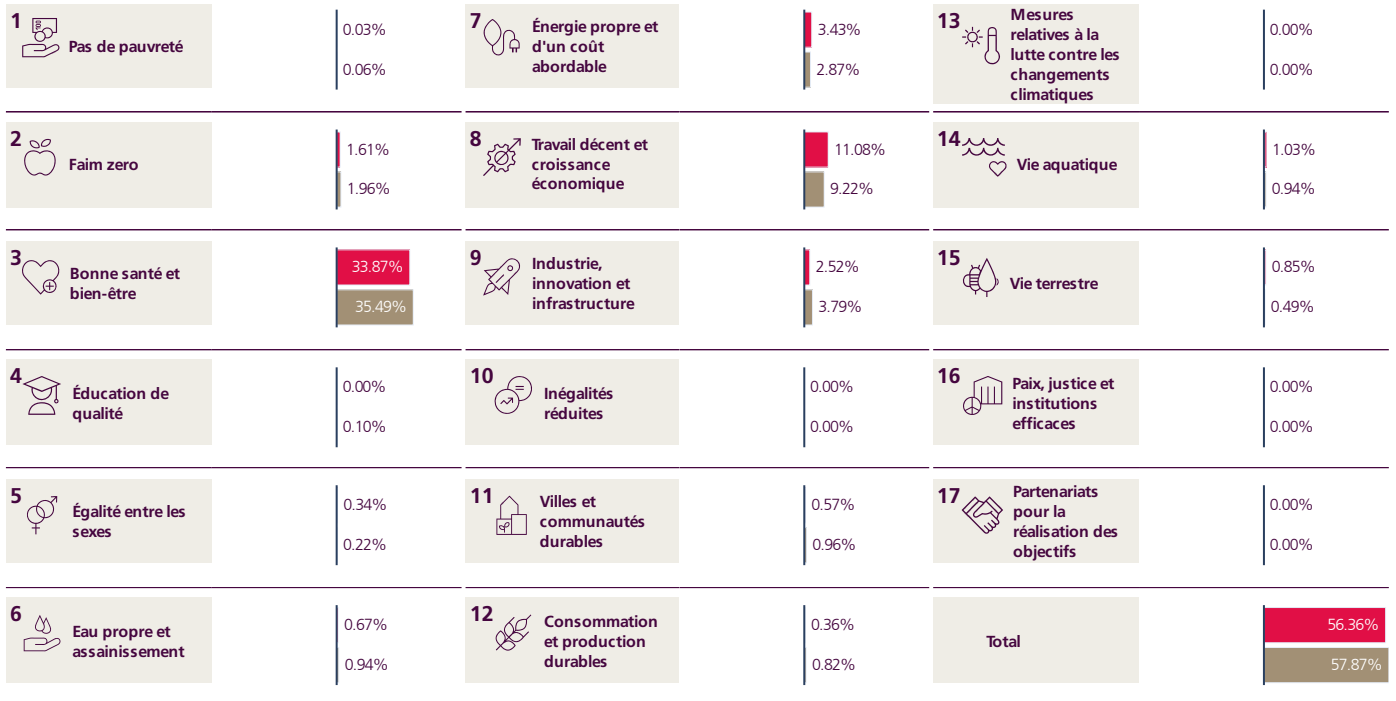 1
Pas de pauvreté
0.03%
0.06%
2
Faim zero
1.61%
1.96%
3
Bonne santé et
bien-être
33.87%
35.49%
4
Éducation de
qualité
0.00%
0.10%
5
Égalité entre les
sexes
0.34%
0.22%
6
Eau propre et
assainissement
0.67%
0.94%
7
Énergie propre et
d'un coût
abordable
3.43%
2.87%
8
Travail décent et
croissance
économique
11.08%
9.22%
9
Industrie,
innovation et
infrastructure
2.52%
3.79%
10
Inégalités
réduites
0.00%
0.00%
11
Villes et
communautés
durables
0.57%
0.96%
12
Consommation
et production
durables
0.36%
0.82%
13
Mesures
relatives à la
lutte contre les
changements
climatiques
0.00%
0.00%
14
Vie aquatique
1.03%
0.94%
15
Vie terrestre
0.85%
0.49%
16
Paix, justice et
institutions
efficaces
0.00%
0.00%
17
Partenariats
pour la
réalisation des
objectifs
0.00%
0.00%
Total
56.36%
57.87%